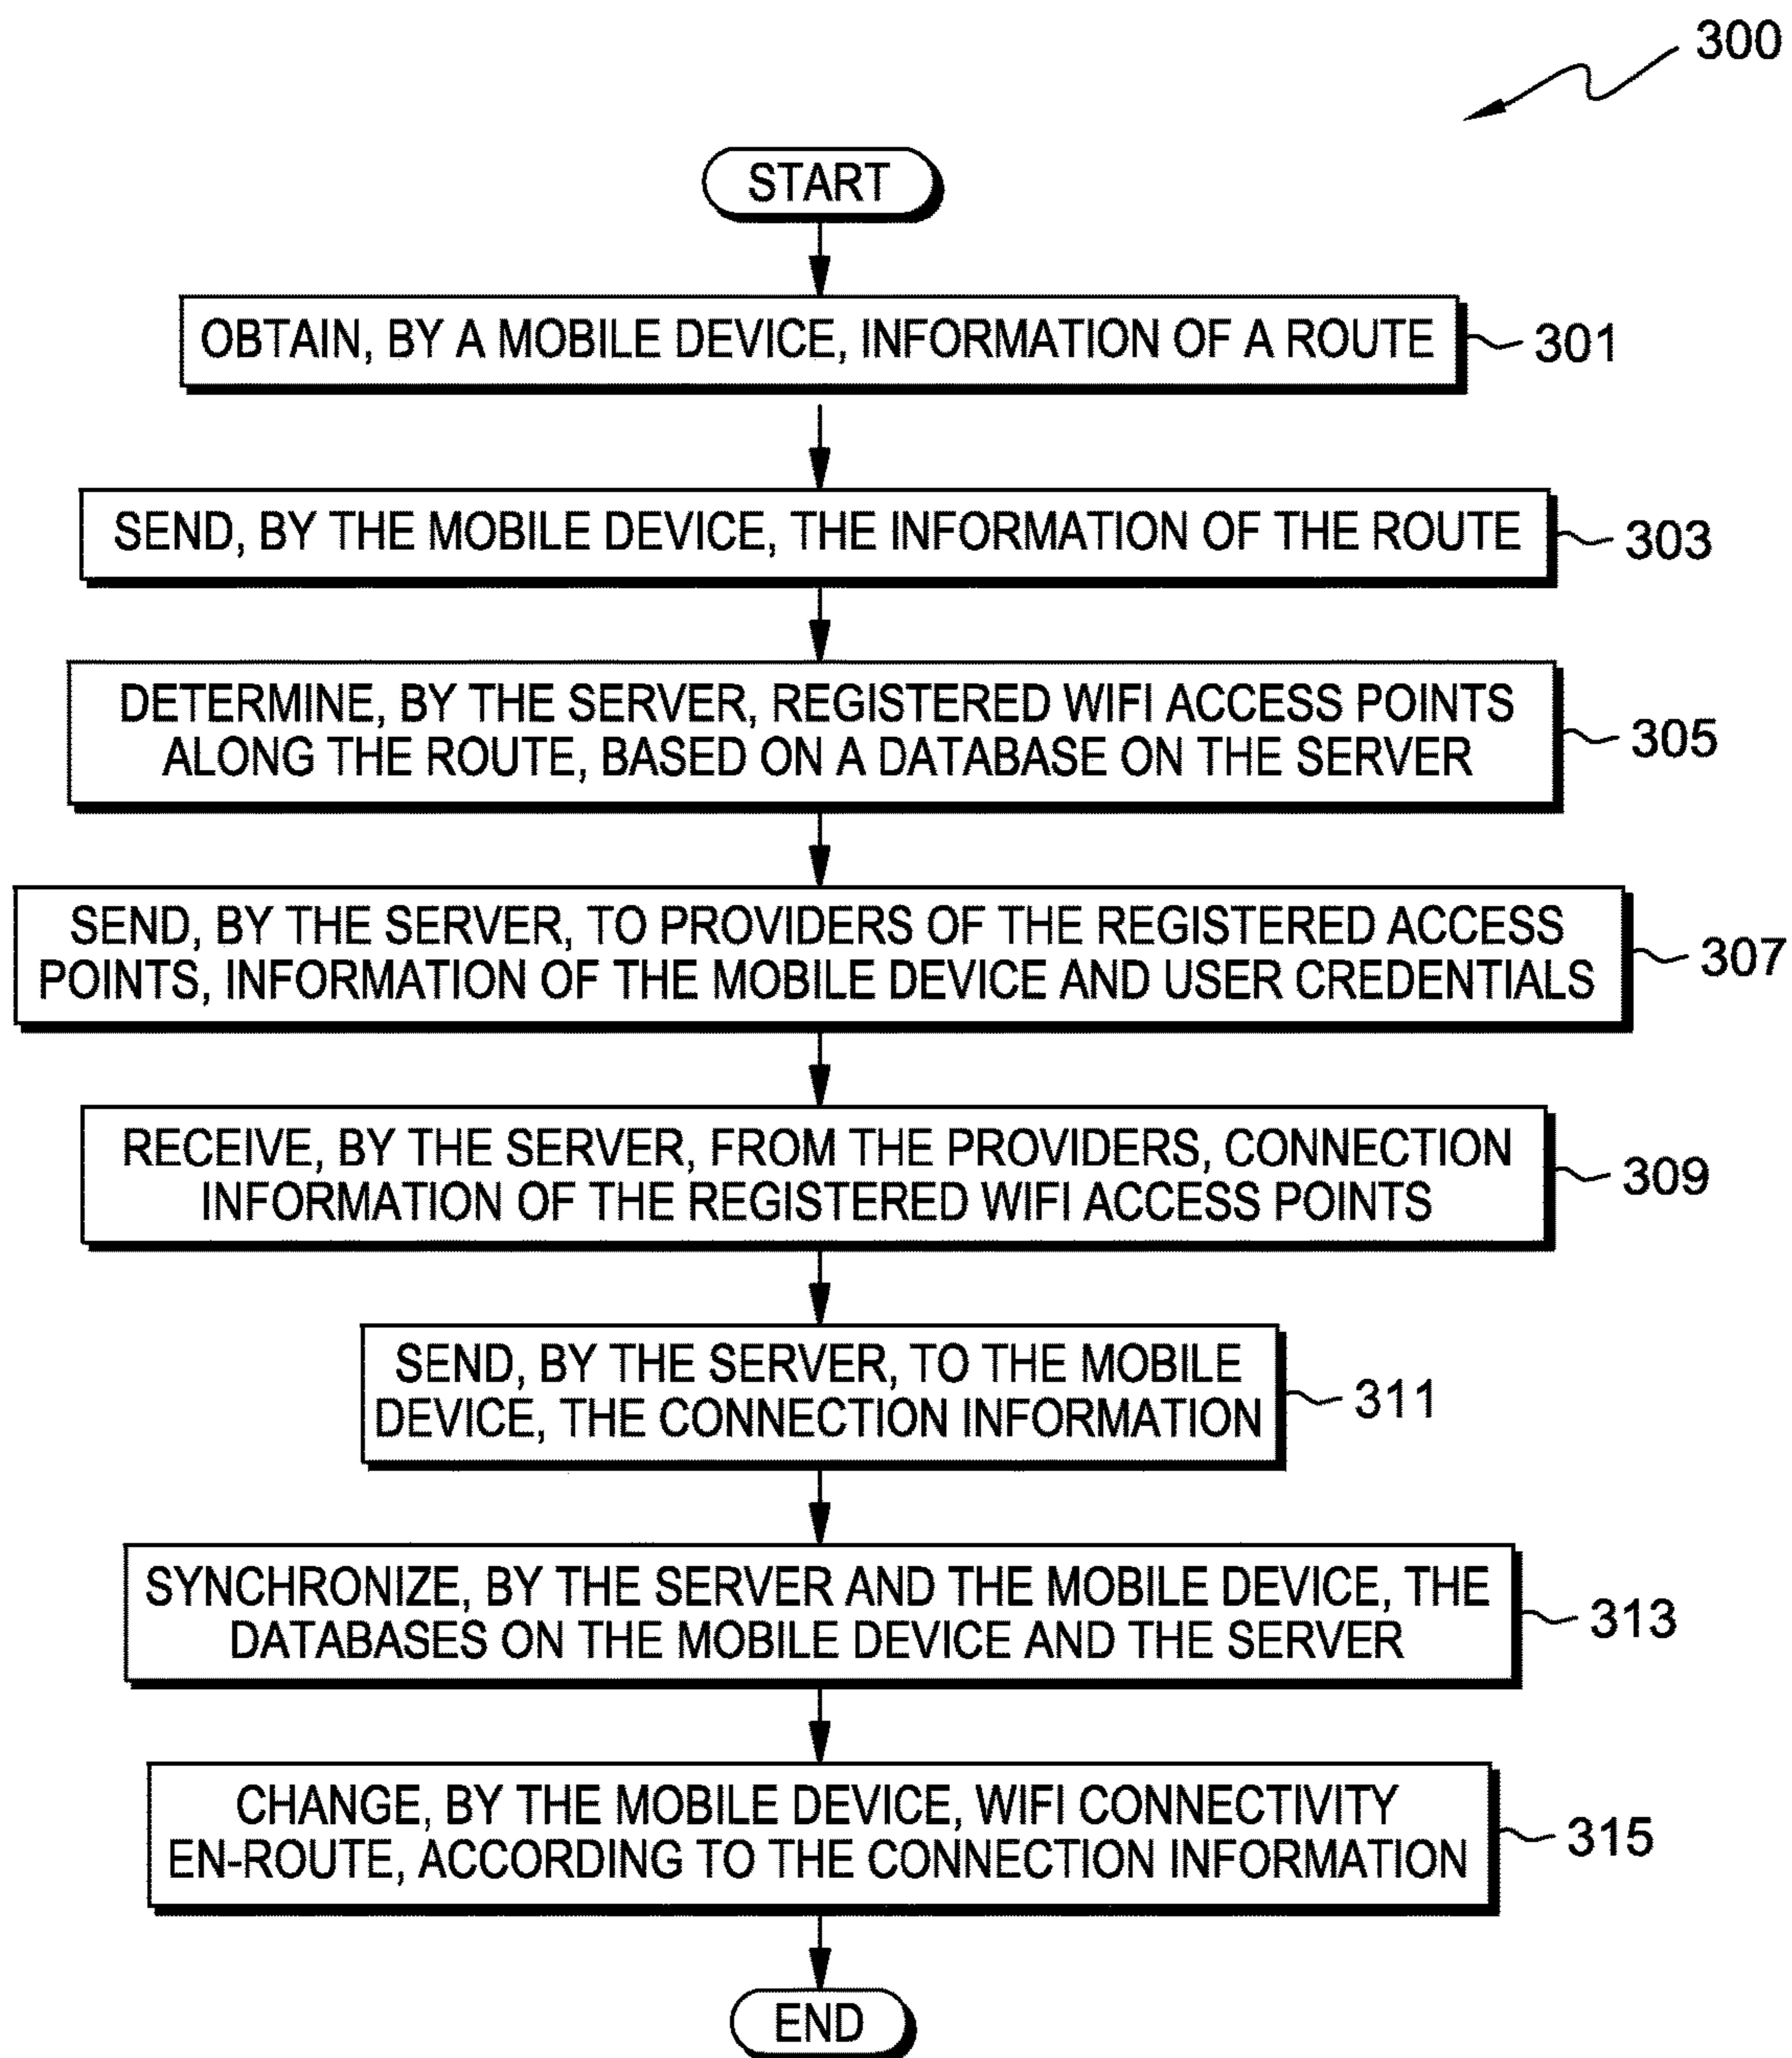 300
START
OBTAIN, BY A MOBILE DEVICE, INFORMATION OF A ROUTE
301
SEND, BY THE MOBILE DEVICE, THE INFORMATION OF THE ROUTE
303
DETERMINE, BY THE SERVER, REGISTERED WIFI ACCESS POINTS
ALONG THE ROUTE, BASED ON A DATABASE ON THE SERVER
305
SEND, BY THE SERVER, TO PROVIDERS OF THE REGISTERED ACCESS
POINTS, INFORMATION OF THE MOBILE DEVICE AND USER CREDENTIALS
307
RECEIVE, BY THE SERVER, FROM THE PROVIDERS, CONNECTION
INFORMATION OF THE REGISTERED WIFI ACCESS POINTS
309
SEND, BY THE SERVER, TO THE MOBILE
DEVICE, THE CONNECTION INFORMATION
311
SYNCHRONIZE, BY THE SERVER AND THE MOBILE DEVICE, THE
DATABASES ON THE MOBILE DEVICE AND THE SERVER
313
CHANGE, BY THE MOBILE DEVICE, WIFI CONNECTIVITY
EN-ROUTE, ACCORDING TO THE CONNECTION INFORMATION
315
END